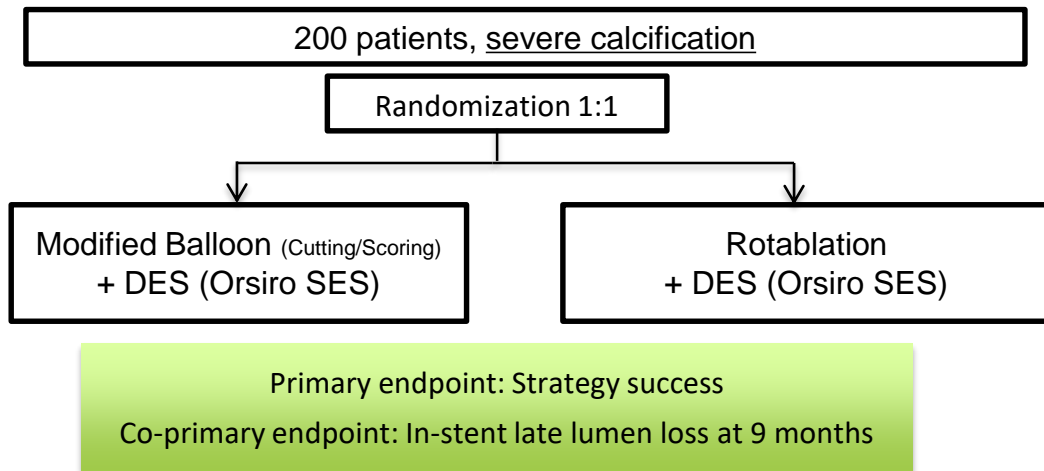 200 patients, severe calcification
Randomization 1:1
Modified Balloon (Cutting/Scoring)
+ DES (Orsiro SES)
Rotablation
+ DES (Orsiro SES)
Primary endpoint: Strategy success
Co-primary endpoint: In-stent late lumen loss at 9 months